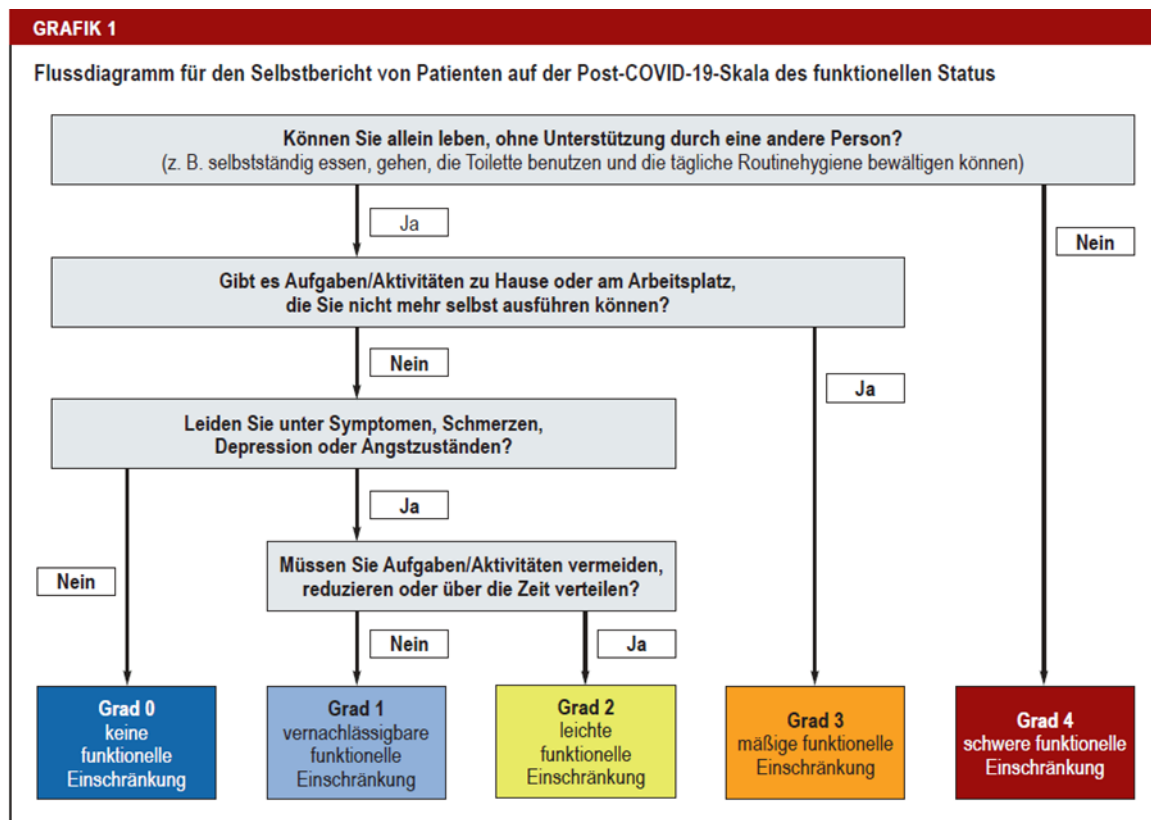 GRAFIK 1
Flussdiagramm für den Selbstbericht von Patienten auf der Post-COVID-19-Skala des funktionellen Status
Können Sie allein leben, ohne Unterstützung durch eine andere Person?
(z. B. selbstständig essen, gehen, die Toilette benutzen und die tägliche Routinehygiene bewältigen können)
Ja
Nein
Gibt es Aufgaben/Aktivitäten zu Hause oder am Arbeitsplatz,
die Sie nicht mehr selbst ausführen können?
Nein
Ja
Leiden Sie unter Symptomen, Schmerzen,
Depression oder Angstzuständen?
Ja
Nein
Müssen Sie Aufgaben/Aktivitäten vermeiden,
reduzieren oder über die Zeit verteilen?
Nein
Ja
Grad 0
keine
funktionelle
Einschränkung
Grad 1
vernachlässigbare
funktionelle
Einschränkung
Grad 2
leichte
funktionelle
Einschränkung
Grad 3
mäßige funktionelle
Einschränkung
Grad 4
schwere funktionelle
Einschränkung